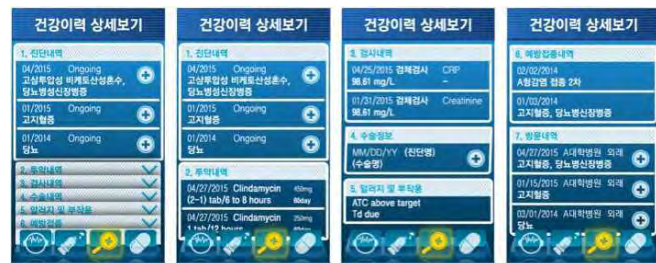 건강이력 상세보기
1. 진단내역
04/2015 Ongoing
고삼투압성 비케토산성혼수,
당뇨병성신장병증
01/2015 Ongoing
고지혈증
01/2014 Ongoing
당뇨
2. 투약내역
3. 검사내역
4. 수술내역
5. 알러지 및 부작용
6. 예방접종
건강이력 상세보기
1. 진단내역
04/2015 Ongoing
고삼투압성 비케토산성혼수,
당뇨병성신장병증
01/2015 Ongoing
고지혈증
01/2014 Ongoing
당뇨
2. 투약내역
04/27/2015 Clindamycin 450mg
(2-1) tab/6 to 8 hours 60day
04/27/2015 Clindamycin 250mg
1 tab/12 hours
건강이력 상세보기
3. 검사내역
04/25/2015 검체검사 CRP
98.61 mg/L -
01/31/2015 검체검사 Creatinine
98.61 mg/L
4. 수술정보
MM/DD/YY (진단명)
(수술명)
5. 알러지 및 부작용
ATC above target
Td due
건강이력 상세보기
6. 예방접종내역
02/02/2014
A형감염 접종 2차
01/03/2014
고지혈증, 당뇨신장병증
7. 방문내역
04/27/2015 A대학병원 외래
고지혈증, 당뇨병신장병증
01/15/2015 A대학병원 외래
고지혈증
03/01/2014 A대학병원 외래
당뇨